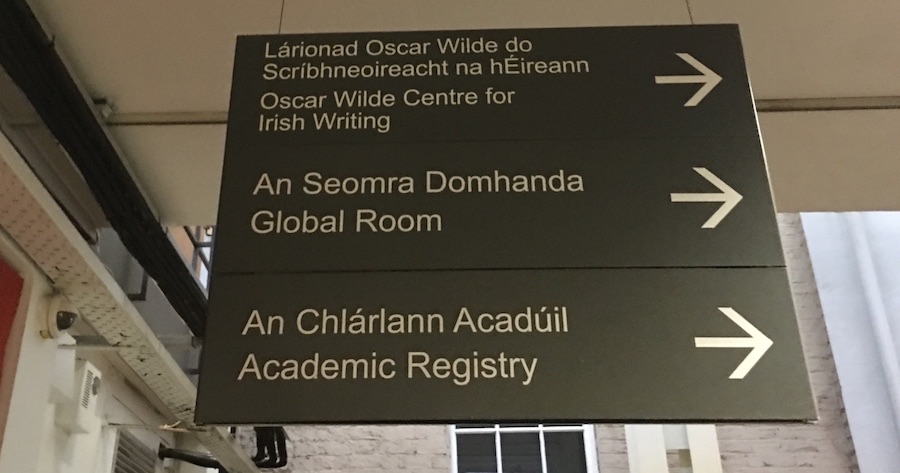 Lárionad Oscar Wilde do
Scríbhneoireacht na hÉireann
Oscar Wilde Centre for
Irish Writing
An Seomra Domhanda
Global Room
An Chlárlann Acadúil
Academic Registry